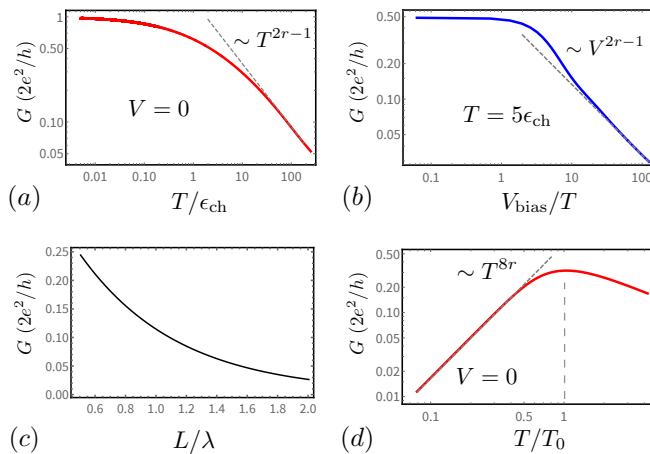 1
0.50
0.10
0.05
G (2e²/h)
~ T^{2r−1}
V = 0
0.01 0.1 1 10 100
(a) T/ϵ_ch
0.50
0.10
0.05
G (2e²/h)
~ V^{2r−1}
T = 5ϵ_ch
0.1 1 10 100
(b) V_bias/T
0.25
0.20
0.15
0.10
0.05
0.00
G (2e²/h)
0.6 0.8 1.0 1.2 1.4 1.6 1.8 2.0
(c) L/λ
0.50
0.20
0.10
0.05
0.02
0.01
G (2e²/h)
~ T^{8r}
V = 0
0.1 0.5 1
(d) T/T_0